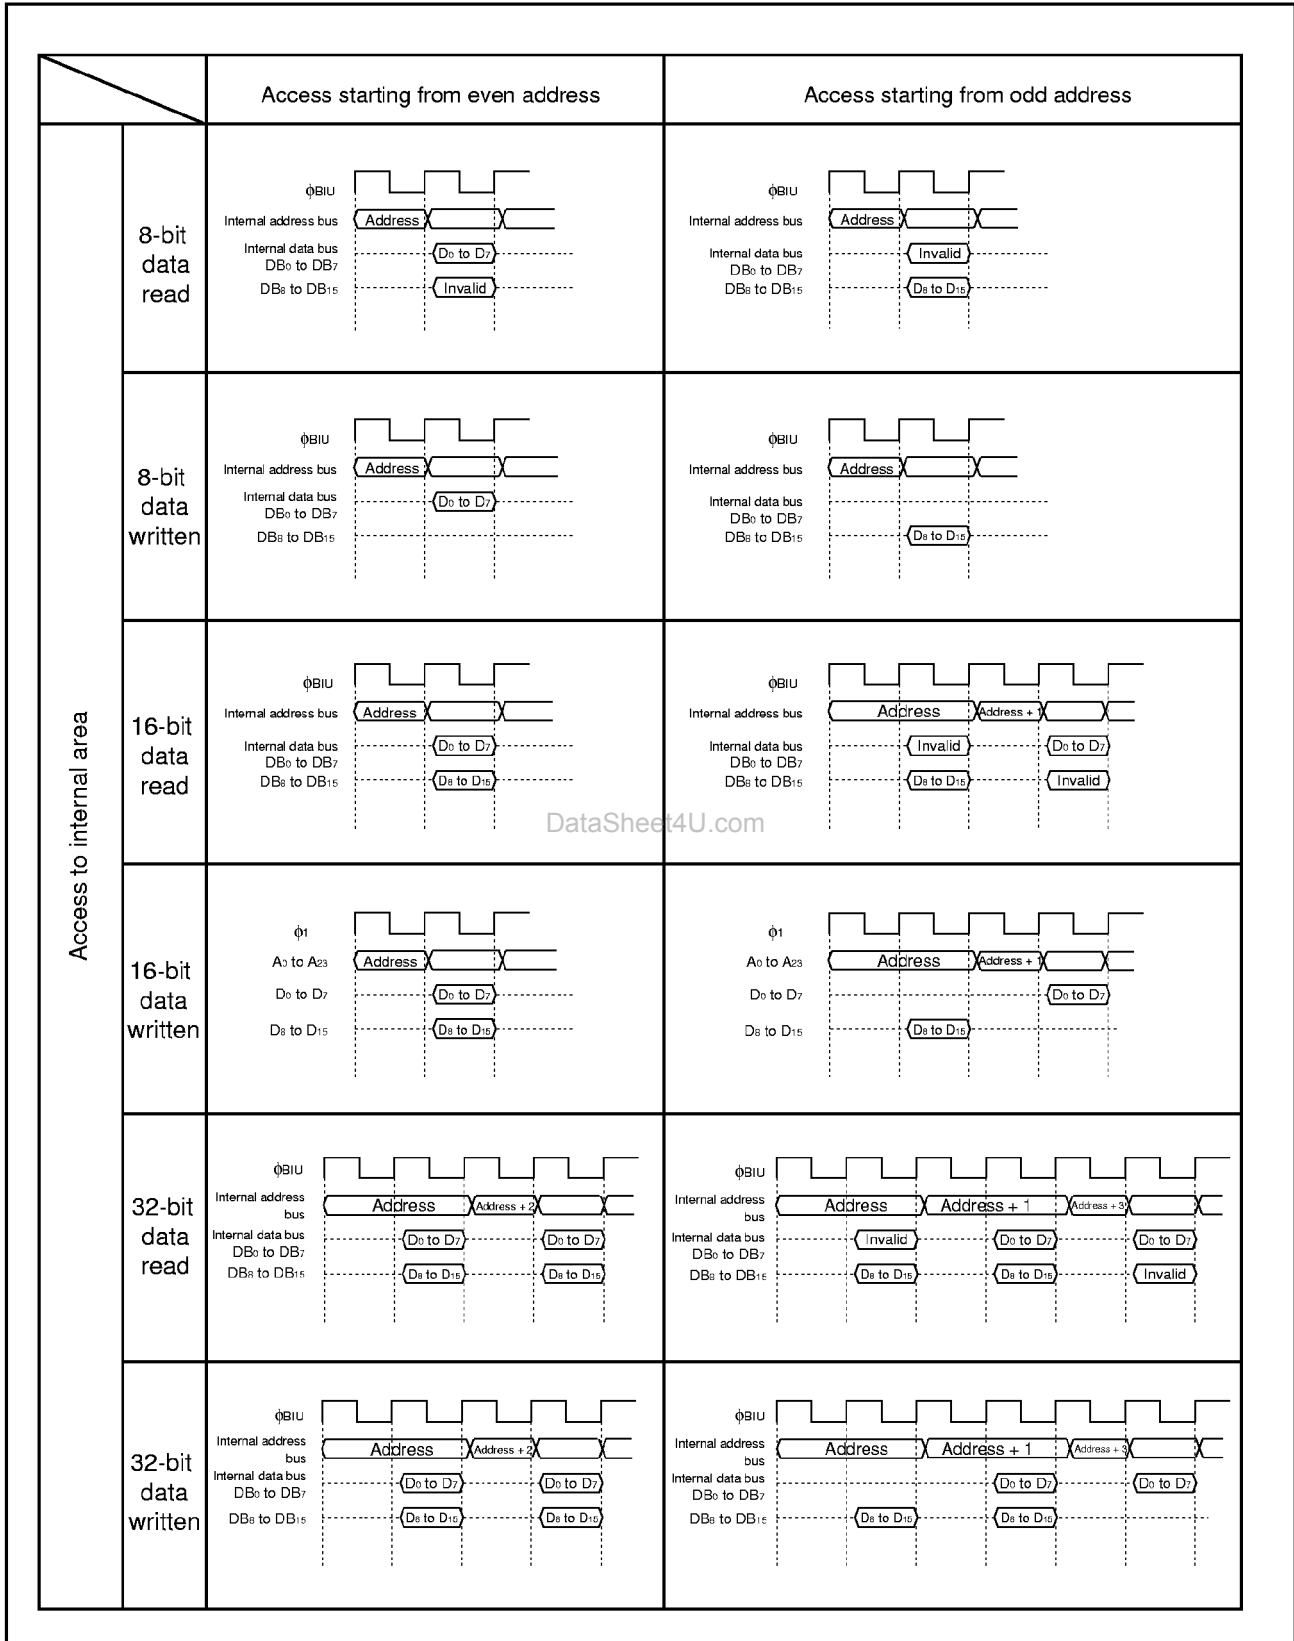 Access starting from even address
Access starting from odd address
Access to internal area
8-bit
data
read
ϕBIU
Internal address bus
Address
Internal data bus
D0 to D7
DB0 to DB7
DB8 to DB15
Invalid
ϕBIU
Internal address bus
Address
Internal data bus
Invalid
DB0 to DB7
DB8 to DB15
D8 to D15
8-bit
data
written
ϕBIU
Internal address bus
Address
Internal data bus
D0 to D7
DB0 to DB7
DB8 to DB15
ϕBIU
Internal address bus
Address
Internal data bus
DB0 to DB7
DB8 to DB15
D8 to D15
16-bit
data
read
ϕBIU
Internal address bus
Address
Internal data bus
D0 to D7
DB0 to DB7
DB8 to DB15
D8 to D15
ϕBIU
Internal address bus
Address
Address + 1
Internal data bus
Invalid
D0 to D7
DB0 to DB7
DB8 to DB15
D8 to D15
Invalid
DataSheet4U.com
16-bit
data
written
ϕ1
A0 to A23
Address
D0 to D7
D0 to D7
D8 to D15
D8 to D15
ϕ1
A0 to A23
Address
Address + 1
D0 to D7
D0 to D7
D8 to D15
D8 to D15
32-bit
data
read
ϕBIU
Internal address
bus
Address
Address + 2
Internal data bus
DB0 to DB7
D0 to D7
D0 to D7
DB8 to DB15
D8 to D15
D8 to D15
ϕBIU
Internal address
bus
Address
Address + 1
Address + 3
Internal data bus
DB0 to DB7
Invalid
D0 to D7
D0 to D7
DB8 to DB15
D8 to D15
D8 to D15
Invalid
32-bit
data
written
ϕBIU
Internal address
bus
Address
Address + 2
Internal data bus
DB0 to DB7
D0 to D7
D0 to D7
DB8 to DB15
D8 to D15
D8 to D15
ϕBIU
Internal address
bus
Address
Address + 1
Address + 3
Internal data bus
DB0 to DB7
D0 to D7
D0 to D7
DB8 to DB15
D8 to D15
D8 to D15